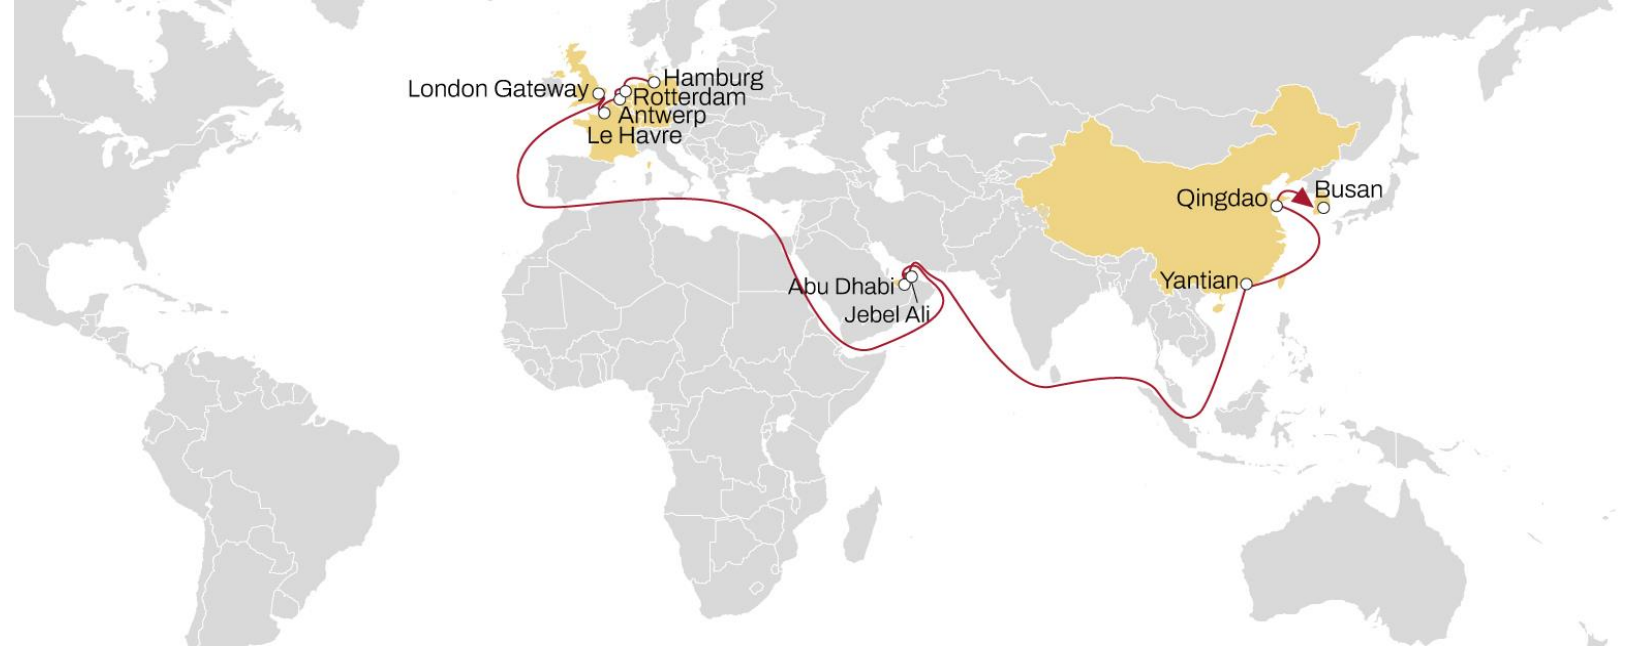 London Gateway
Hamburg
Rotterdam
Antwerp
Le Havre
Qingdao
Busan
Yantian
Abu Dhabi
Jebel Ali